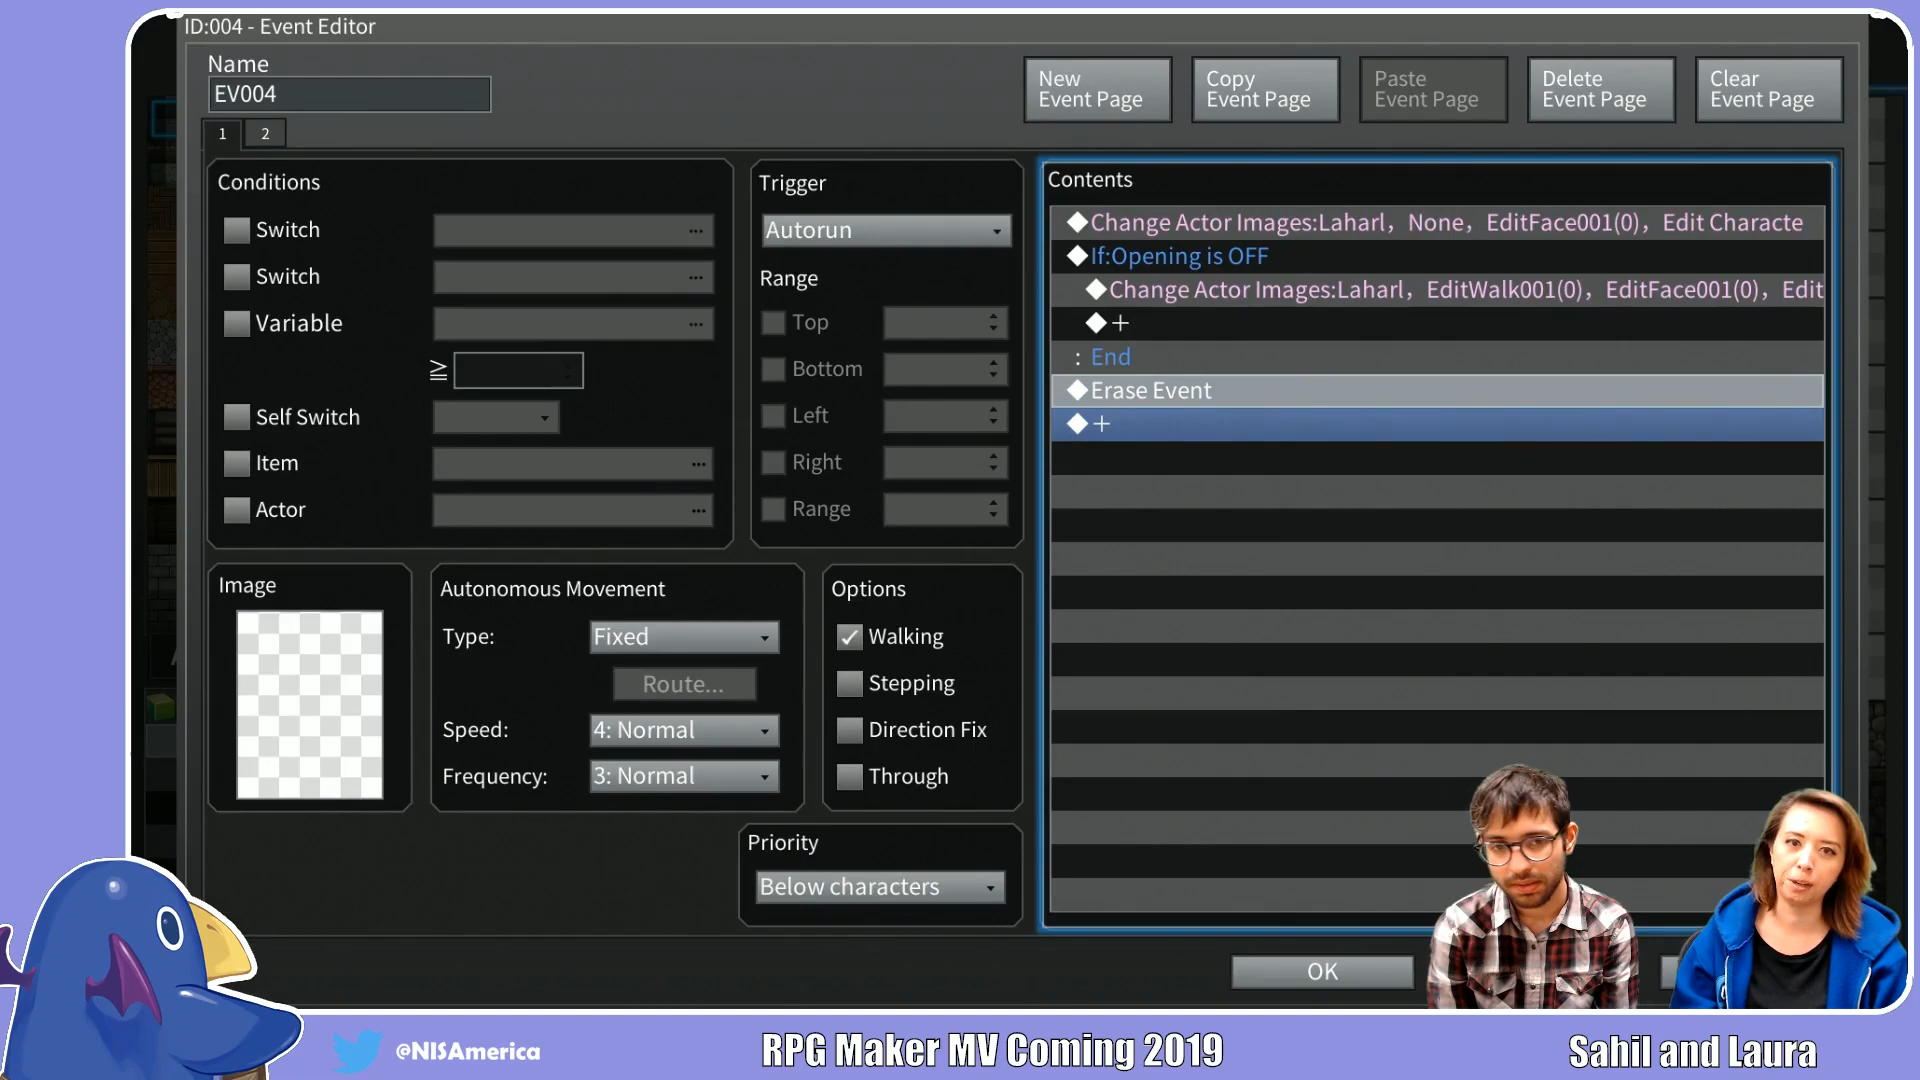 ID:004 - Event Editor
Name
EV004
New Event Page
Copy Event Page
Paste Event Page
Delete Event Page
Clear Event Page
1 2
Conditions
Switch ...
Switch ...
Variable ...
≧
Self Switch
Item ...
Actor ...
Trigger
Autorun
Range
Top
Bottom
Left
Right
Range
Contents
◆Change Actor Images:Laharl, None, EditFace001(0), Edit Characte
◆If:Opening is OFF
◆Change Actor Images:Laharl, EditWalk001(0), EditFace001(0), Edit
◆+
: End
◆Erase Event
◆+
Image
Autonomous Movement
Type: Fixed
Route...
Speed: 4: Normal
Frequency: 3: Normal
Options
Walking
Stepping
Direction Fix
Through
Priority
Below characters
OK
@NISAmerica
RPG Maker MV Coming 2019
Sahil and Laura